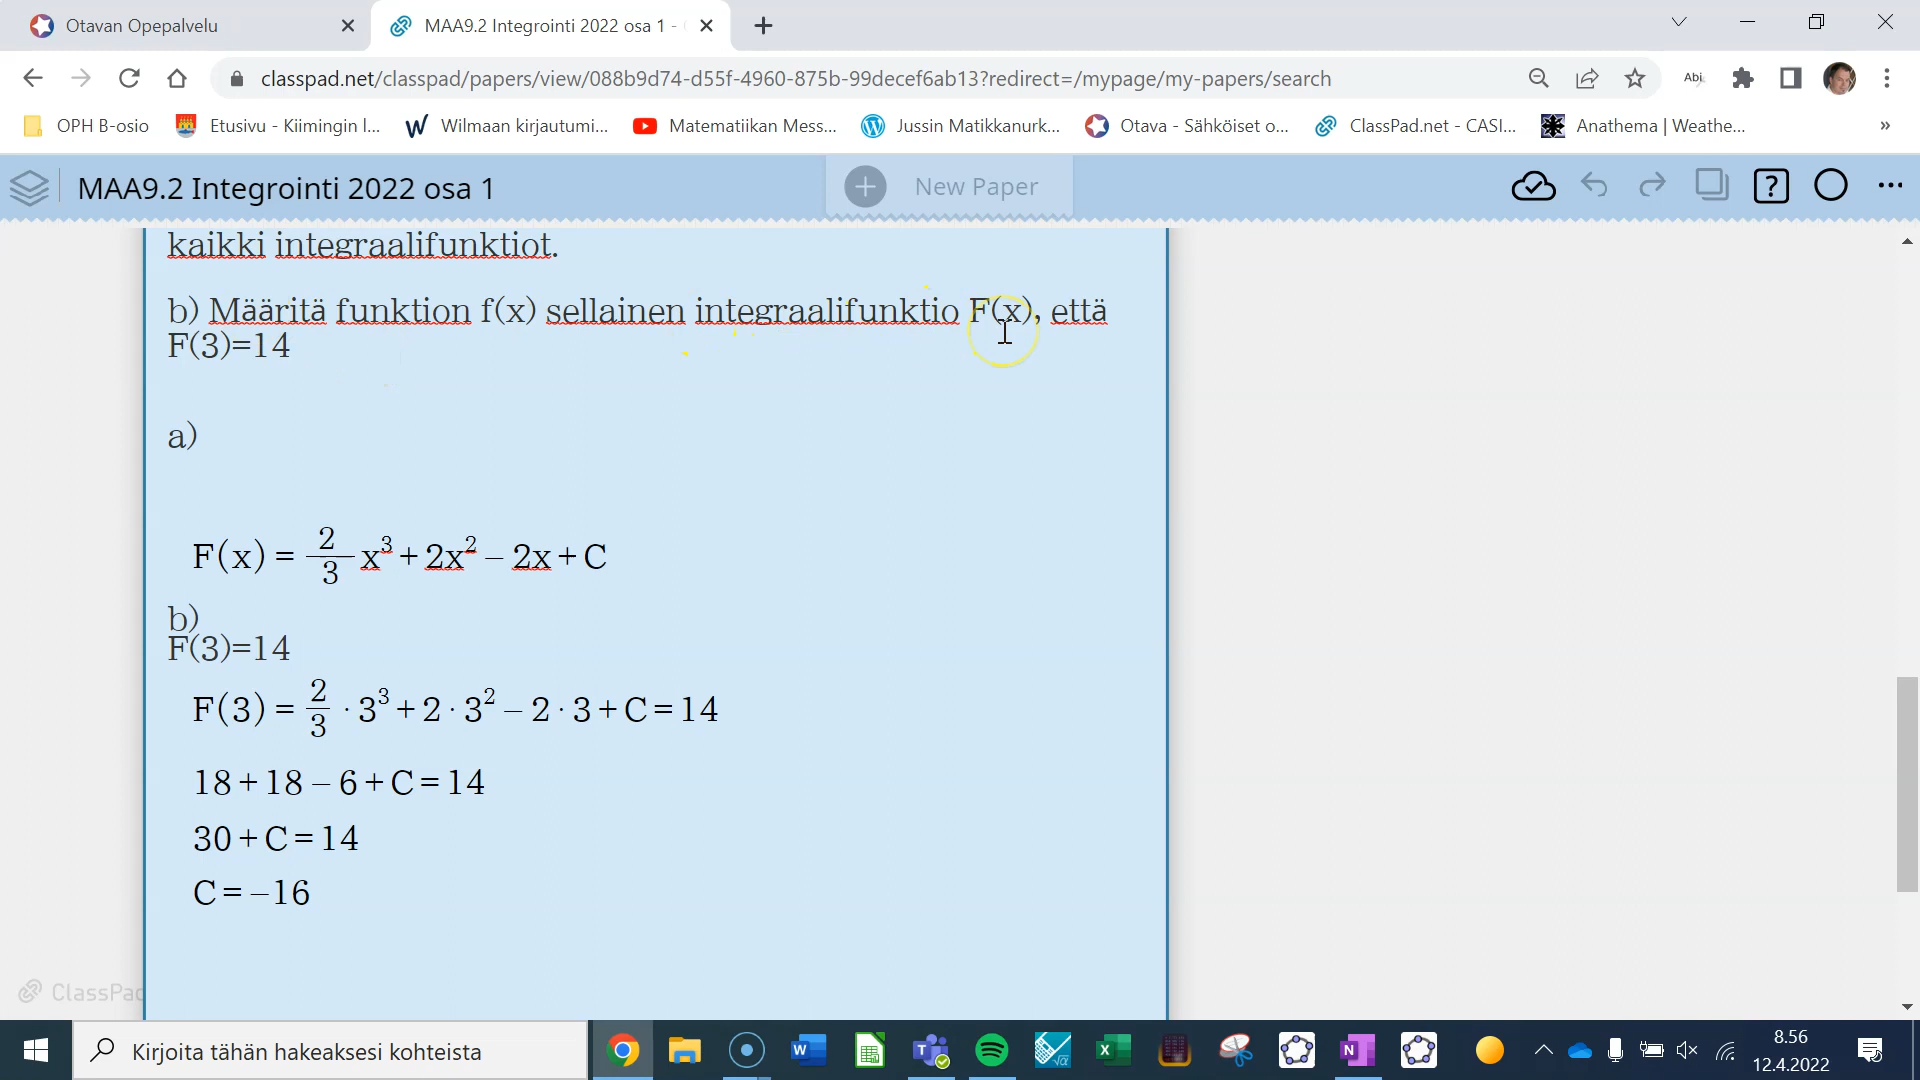 Otavan Opepalvelu
MAA9.2 Integrointi 2022 osa 1 -
classpad.net/classpad/papers/view/088b9d74-d55f-4960-875b-99decef6ab13?redirect=/mypage/my-papers/search
OPH B-osio
Etusivu - Kiimingin l...
Wilmaan kirjautumi...
Matematiikan Mess...
Jussin Matikkanurk...
Otava - Sähköiset o...
ClassPad.net - CASI...
Anathema | Weathe...
»
MAA9.2 Integrointi 2022 osa 1
New Paper
kaikki integraalifunktiot.
b) Määritä funktion f(x) sellainen integraalifunktio F(x), että
F(3)=14
a)
F(x) = 2/3 x³ + 2x² – 2x + C
b)
F(3)=14
F(3) = 2/3 · 3³ + 2 · 3² – 2 · 3 + C = 14
18 + 18 – 6 + C = 14
30 + C = 14
C = –16
ClassPad
Kirjoita tähän hakeaksesi kohteista
8.56
12.4.2022